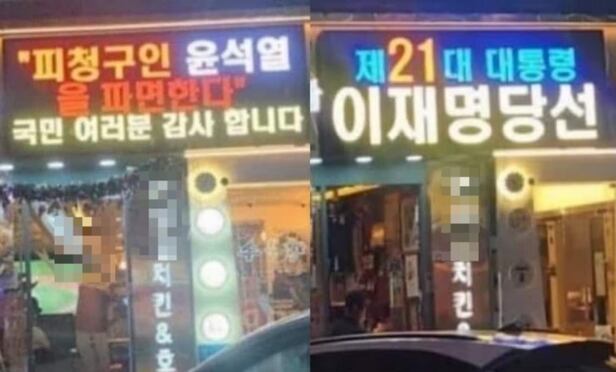 "피청구인 윤석열
을 파면한다"
국민 여러분 감사 합니다
치킨&호
제21대 대통령
이재명당선
치킨&